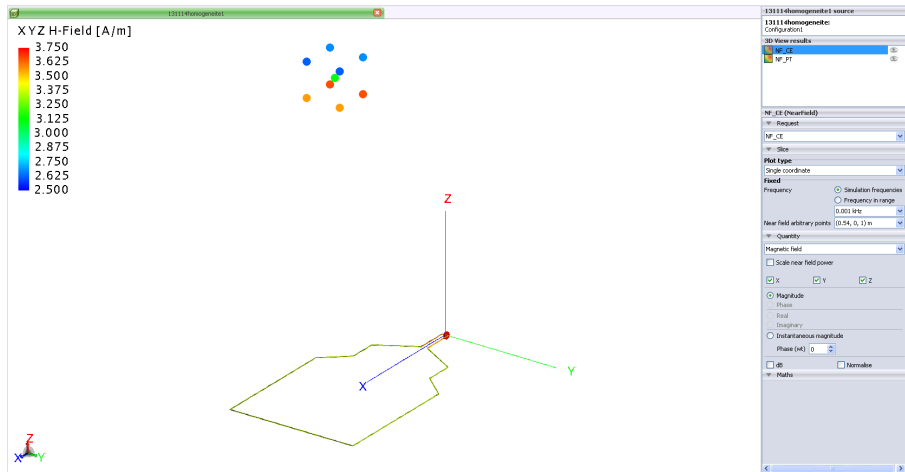 131114homogeneite1
X Y Z H-Field [A/m]
3.750
3.625
3.500
3.375
3.250
3.125
3.000
2.875
2.750
2.625
2.500
Z
X
Y
Z
X
Y
131114homogeneite1 source
131114homogeneite:
Configuration1
3D View results
NF_CE
NF_PT
NF_CE (NearField)
Request
NF_CE
Slice
Plot type
Single coordinate
Fixed
Frequency
Simulation frequencies
Frequency in range
0.001 kHz
Near field arbitrary points
(0.54, 0, 1) m
Quantity
Magnetic field
Scale near field power
X Y Z
Magnitude
Phase
Real
Imaginary
Instantaneous magnitude
Phase (wt) 0
dB Normalise
Maths